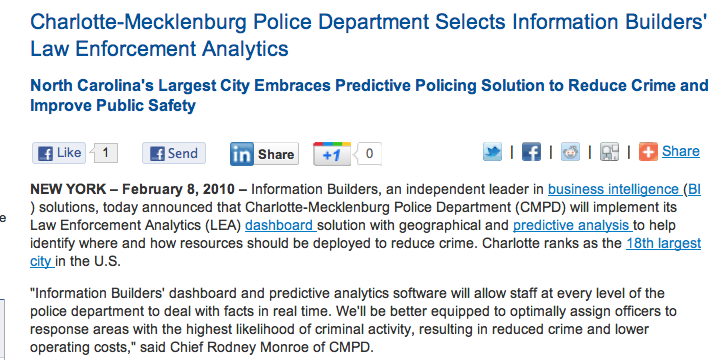 Charlotte-Mecklenburg Police Department Selects Information Builders'
Law Enforcement Analytics
North Carolina's Largest City Embraces Predictive Policing Solution to Reduce Crime and
Improve Public Safety
Like 1 Send Share +1 0 | | | | Share
NEW YORK – February 8, 2010 – Information Builders, an independent leader in business intelligence (BI
) solutions, today announced that Charlotte-Mecklenburg Police Department (CMPD) will implement its
e
Law Enforcement Analytics (LEA) dashboard solution with geographical and predictive analysis to help
identify where and how resources should be deployed to reduce crime. Charlotte ranks as the 18th largest
city in the U.S.
"Information Builders' dashboard and predictive analytics software will allow staff at every level of the
police department to deal with facts in real time. We'll be better equipped to optimally assign officers to
response areas with the highest likelihood of criminal activity, resulting in reduced crime and lower
operating costs," said Chief Rodney Monroe of CMPD.